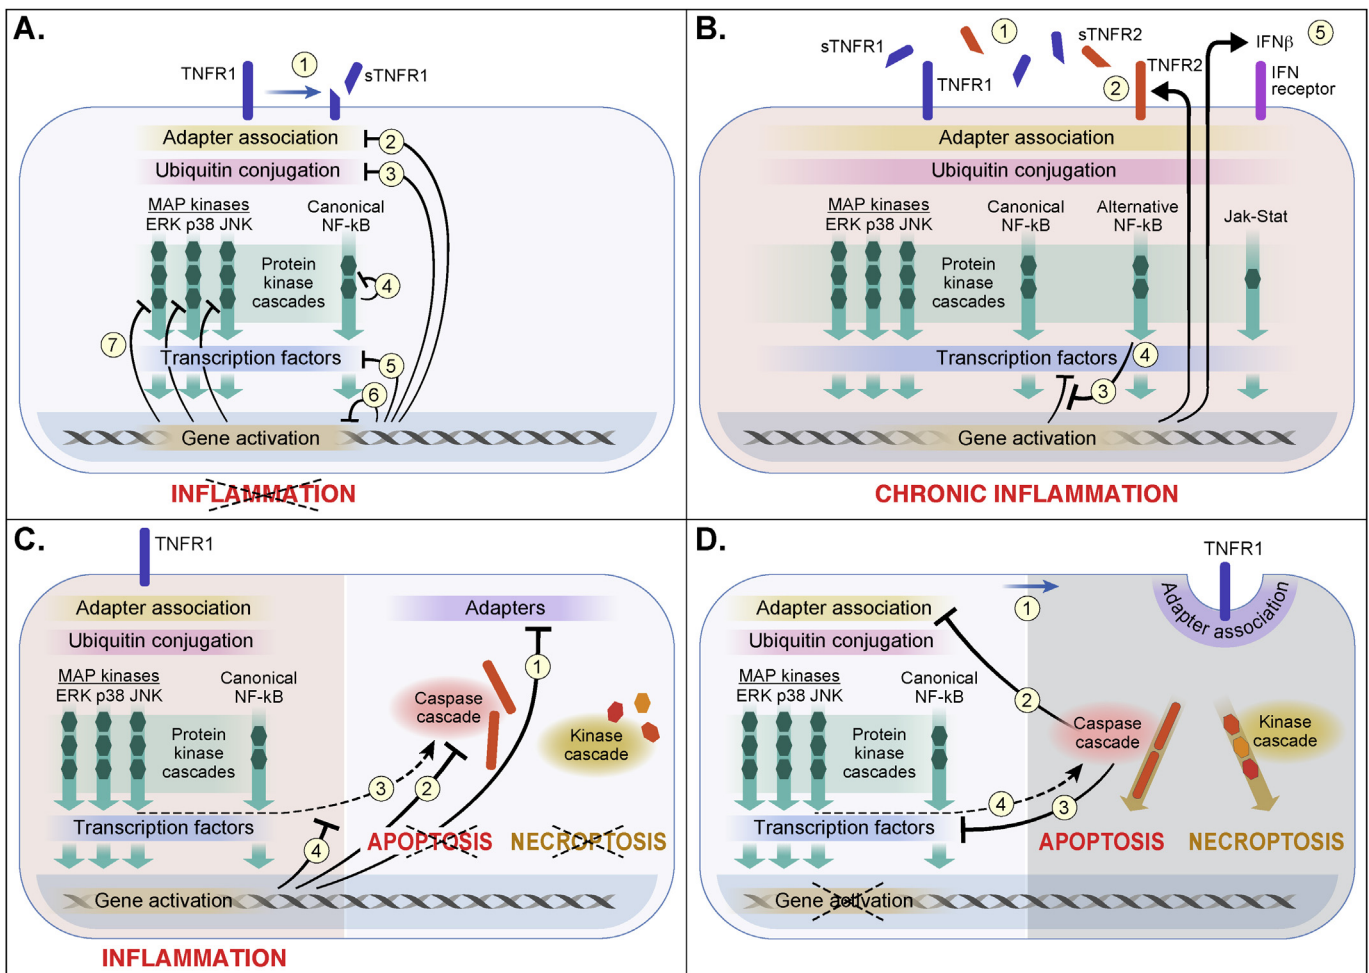 A.
TNFR1
1
sTNFR1
Adapter association
2
Ubiquitin conjugation
3
MAP kinases
ERK p38 JNK
Canonical
NF-kB
Protein
kinase
cascades
4
7
Transcription factors
5
6
Gene activation
INFLAMMATION
B.
sTNFR1
1
sTNFR2
IFNβ
5
TNFR1
TNFR2
2
IFN
receptor
Adapter association
Ubiquitin conjugation
MAP kinases
ERK p38 JNK
Canonical
NF-kB
Alternative
NF-kB
Jak-Stat
Protein
kinase
cascades
Transcription factors
4
3
Gene activation
CHRONIC INFLAMMATION
C.
TNFR1
Adapter association
Adapters
Ubiquitin conjugation
1
MAP kinases
ERK p38 JNK
Canonical
NF-kB
Caspase
cascade
Protein
kinase
cascades
Kinase
cascade
3
2
Transcription factors
4
APOPTOSIS
NECROPTOSIS
Gene activation
INFLAMMATION
D.
TNFR1
Adapter association
1
Adapter association
Ubiquitin conjugation
MAP kinases
ERK p38 JNK
Canonical
NF-kB
2
Caspase
cascade
Kinase
cascade
Protein
kinase
cascades
4
3
Transcription factors
APOPTOSIS
NECROPTOSIS
Gene activation